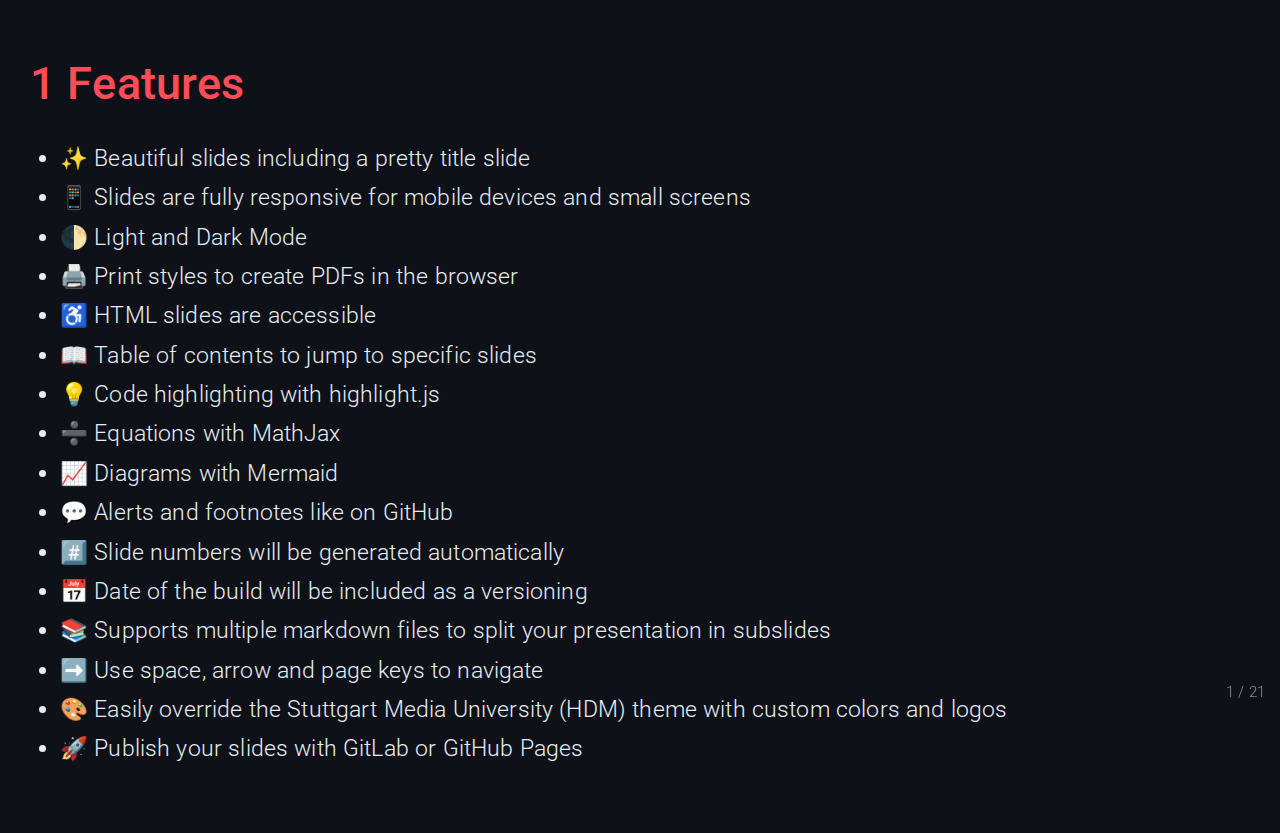 1 Features
• ✨ Beautiful slides including a pretty title slide
• 📱 Slides are fully responsive for mobile devices and small screens
• 🌓 Light and Dark Mode
• 🖨️ Print styles to create PDFs in the browser
• ♿ HTML slides are accessible
• 📖 Table of contents to jump to specific slides
• 💡 Code highlighting with highlight.js
• ➗ Equations with MathJax
• 📈 Diagrams with Mermaid
• 💬 Alerts and footnotes like on GitHub
• #️⃣ Slide numbers will be generated automatically
• 📅 Date of the build will be included as a versioning
• 📚 Supports multiple markdown files to split your presentation in subslides
• ➡️ Use space, arrow and page keys to navigate
• 🎨 Easily override the Stuttgart Media University (HDM) theme with custom colors and logos
• 🚀 Publish your slides with GitLab or GitHub Pages
1 / 21